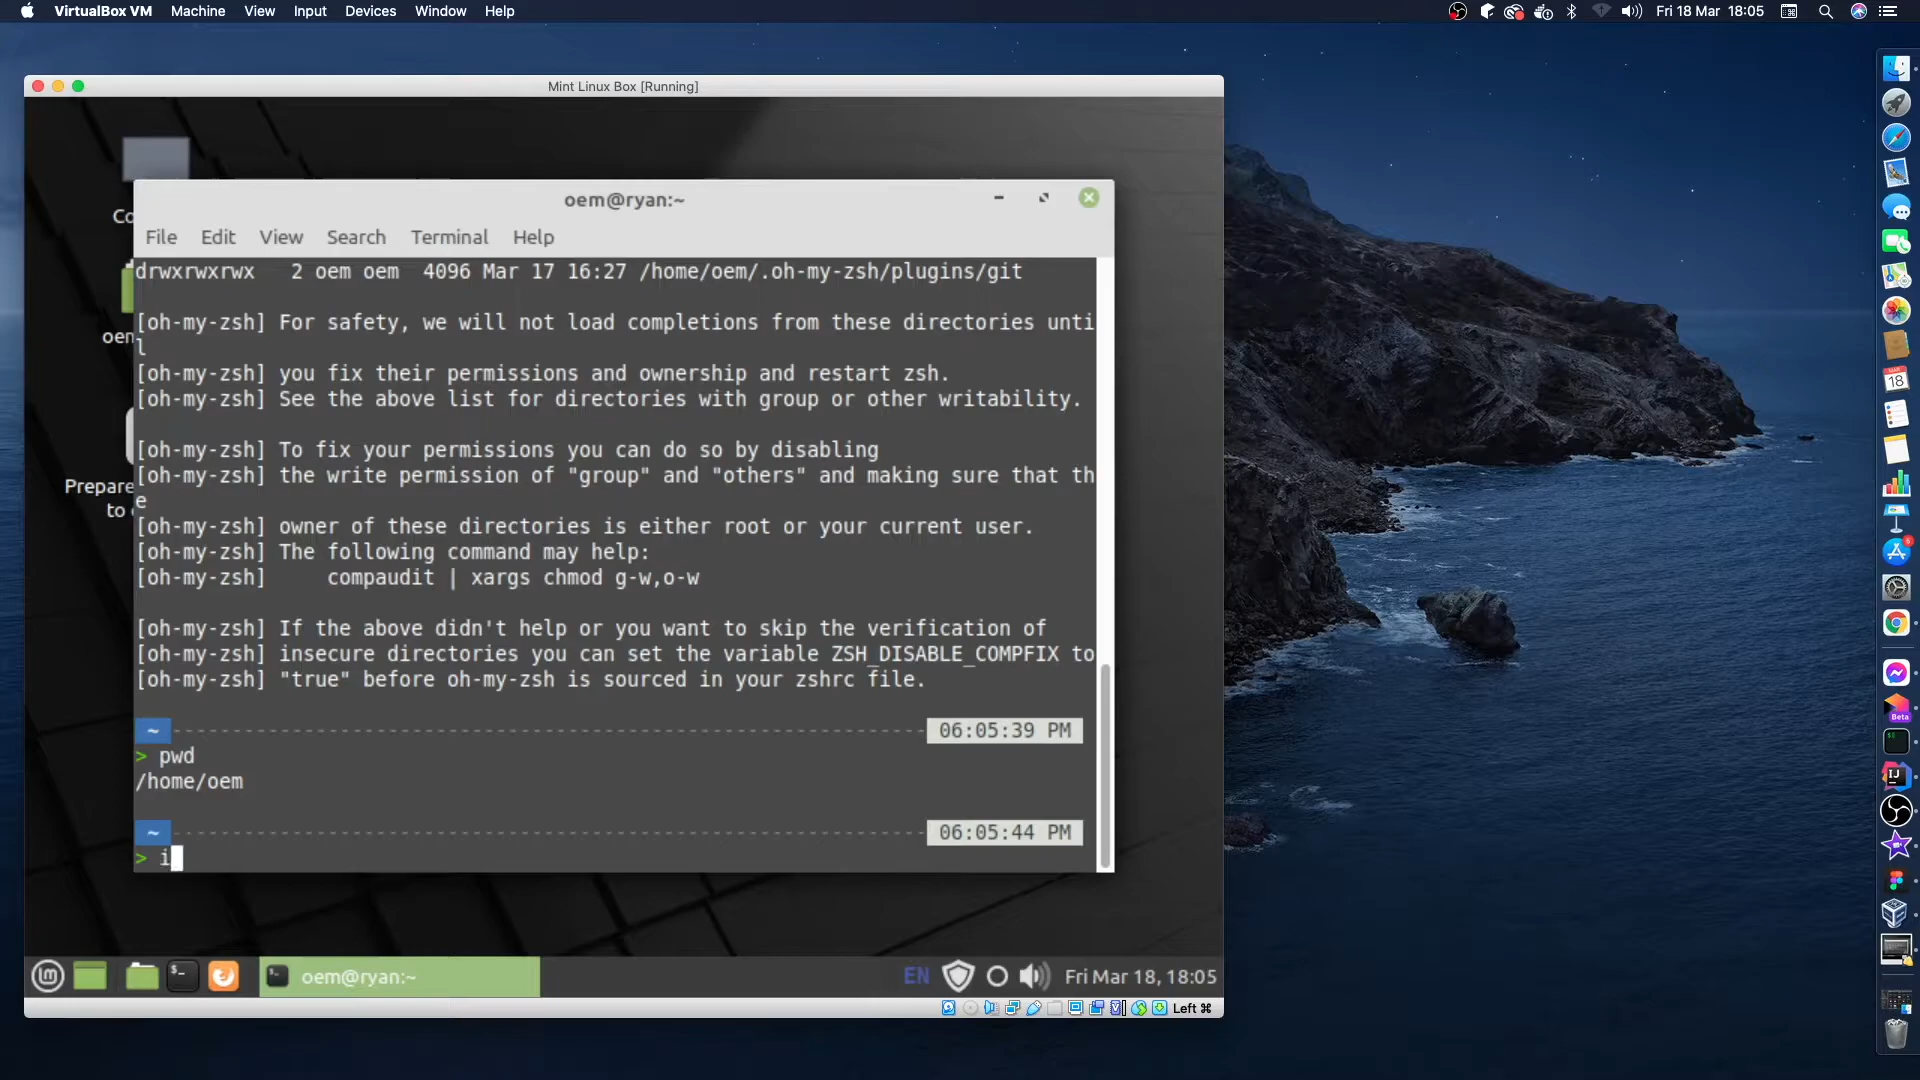 VirtualBox VM Machine View Input Devices Window Help
Fri 18 Mar 18:05
Mint Linux Box [Running]
Co
oem
Prepare
to
oem@ryan:~
File Edit View Search Terminal Help
drwxrwxrwx 2 oem oem 4096 Mar 17 16:27 /home/oem/.oh-my-zsh/plugins/git
[oh-my-zsh] For safety, we will not load completions from these directories unti
l
[oh-my-zsh] you fix their permissions and ownership and restart zsh.
[oh-my-zsh] See the above list for directories with group or other writability.
[oh-my-zsh] To fix your permissions you can do so by disabling
[oh-my-zsh] the write permission of "group" and "others" and making sure that th
e
[oh-my-zsh] owner of these directories is either root or your current user.
[oh-my-zsh] The following command may help:
[oh-my-zsh] compaudit | xargs chmod g-w,o-w
[oh-my-zsh] If the above didn't help or you want to skip the verification of
[oh-my-zsh] insecure directories you can set the variable ZSH_DISABLE_COMPFIX to
[oh-my-zsh] "true" before oh-my-zsh is sourced in your zshrc file.
~ 06:05:39 PM
> pwd
/home/oem
~ 06:05:44 PM
> i
oem@ryan:~
EN
Fri Mar 18, 18:05
Left ⌘
MAR
18
6
Beta
IJ